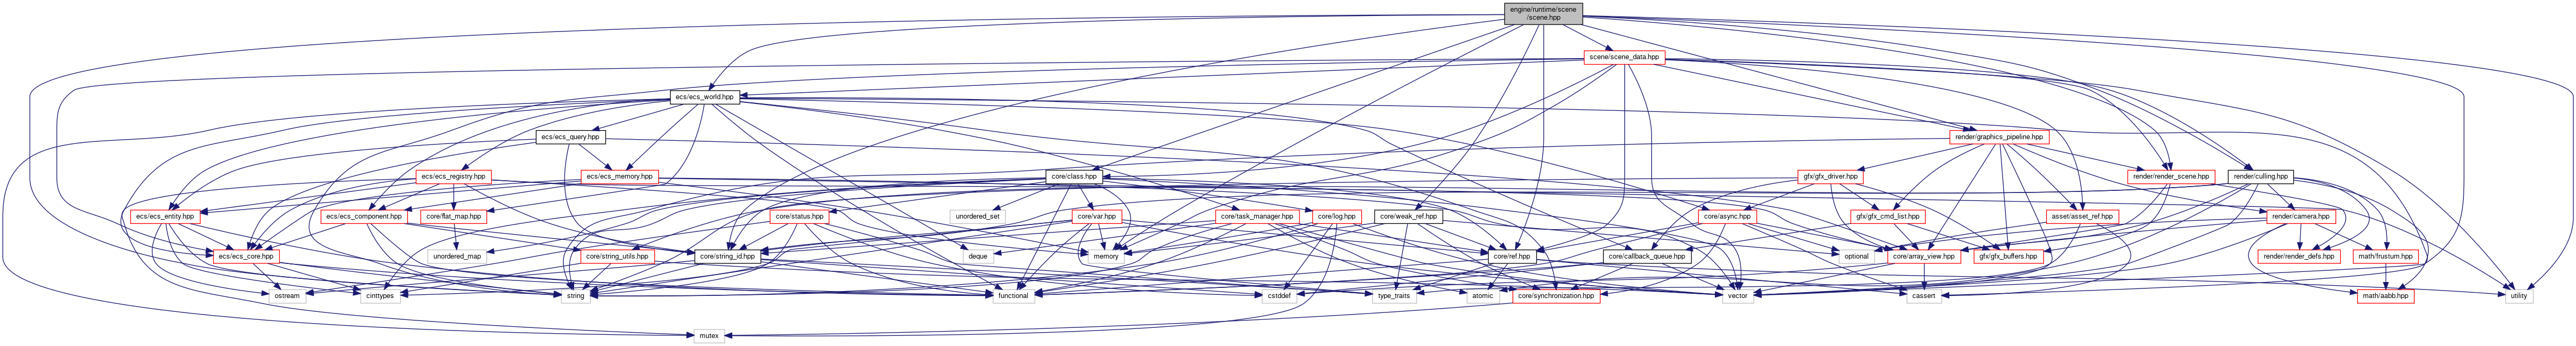 engine/runtime/scene
/scene.hpp
scene/scene_data.hpp
ecs/ecs_world.hpp
ecs/ecs_query.hpp
render/graphics_pipeline.hpp
ecs/ecs_registry.hpp
ecs/ecs_memory.hpp
core/class.hpp
gfx/gfx_driver.hpp
render/render_scene.hpp
render/culling.hpp
ecs/ecs_entity.hpp
ecs/ecs_component.hpp
core/flat_map.hpp
core/status.hpp
unordered_set
core/var.hpp
core/task_manager.hpp
core/log.hpp
core/weak_ref.hpp
core/async.hpp
gfx/gfx_cmd_list.hpp
asset/asset_ref.hpp
render/camera.hpp
ecs/ecs_core.hpp
unordered_map
core/string_utils.hpp
core/string_id.hpp
deque
memory
core/ref.hpp
core/callback_queue.hpp
optional
core/array_view.hpp
gfx/gfx_buffers.hpp
render/render_defs.hpp
math/frustum.hpp
ostream
cinttypes
string
functional
cstddef
type_traits
atomic
core/synchronization.hpp
vector
cassert
math/aabb.hpp
utility
mutex